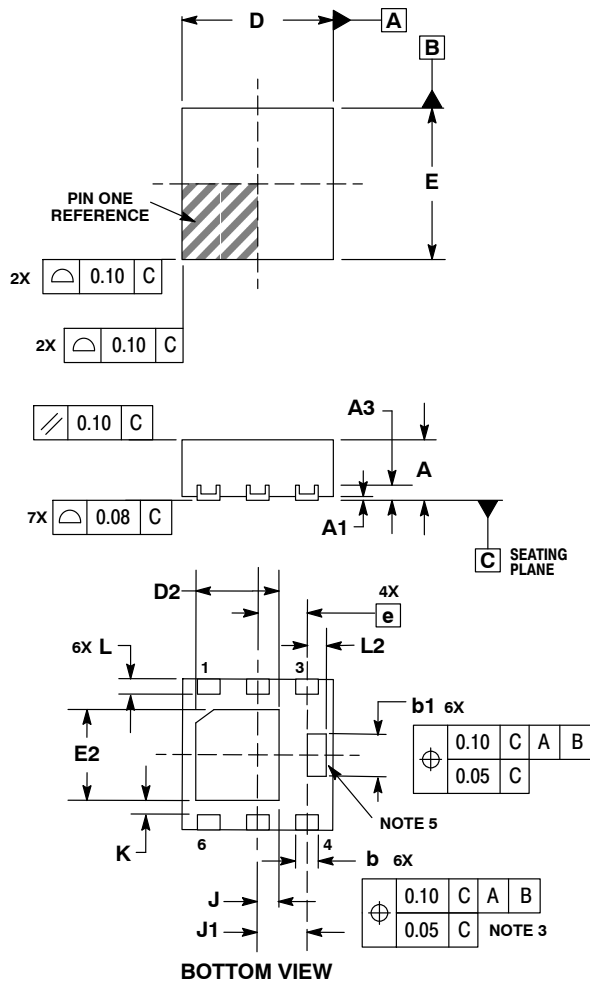 D
A
B
E
PIN ONE
REFERENCE
2X 0.10 C
2X 0.10 C
0.10 C
A3
A
7X 0.08 C
A1
C SEATING
PLANE
D2
4X
e
6X L
L2
1 3
b1 6X
E2
0.10 C A B
0.05 C
NOTE 5
K
6 4
b 6X
J
0.10 C A B
J1
0.05 C NOTE 3
BOTTOM VIEW